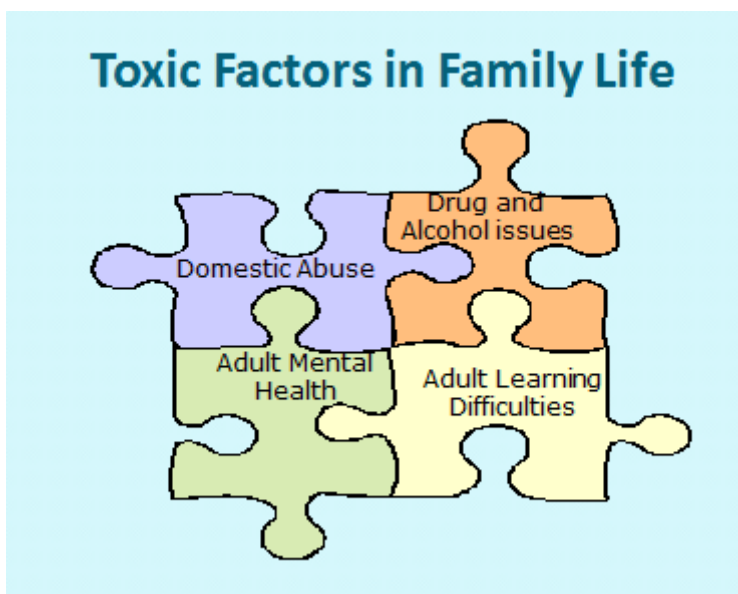 Toxic Factors in Family Life
Drug and
Alcohol issues
Domestic Abuse
Adult Mental
Health
Adult Learning
Difficulties